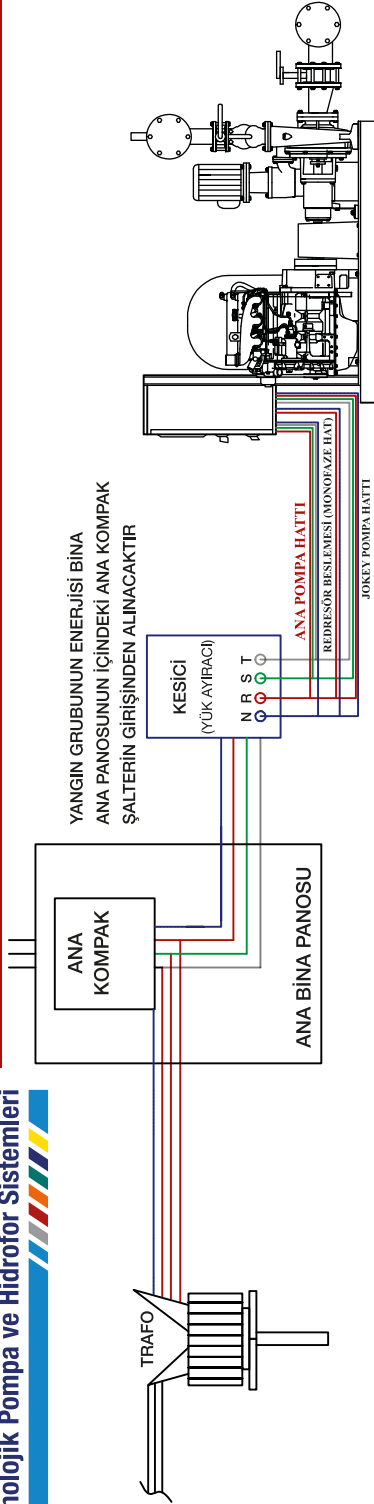 Pompa ve Hidrofor Sistemleri
TRAFO
ANA
KOMPAK
ANA BİNA PANOSU
YANGIN GRUBUNUN ENERJİSİ BİNA
ANA PANOSUNUN İÇİNDEKİ ANA KOMPAK
ŞALTERİN GİRİŞİNDEN ALINACAKTIR
KESİCİ
(YÜK AYIRACI)
N R S T
ANA POMPA HATTI
REDRESÖR BESLEMESİ (MONOFAZE HAT)
JOKEY POMPA HATTI